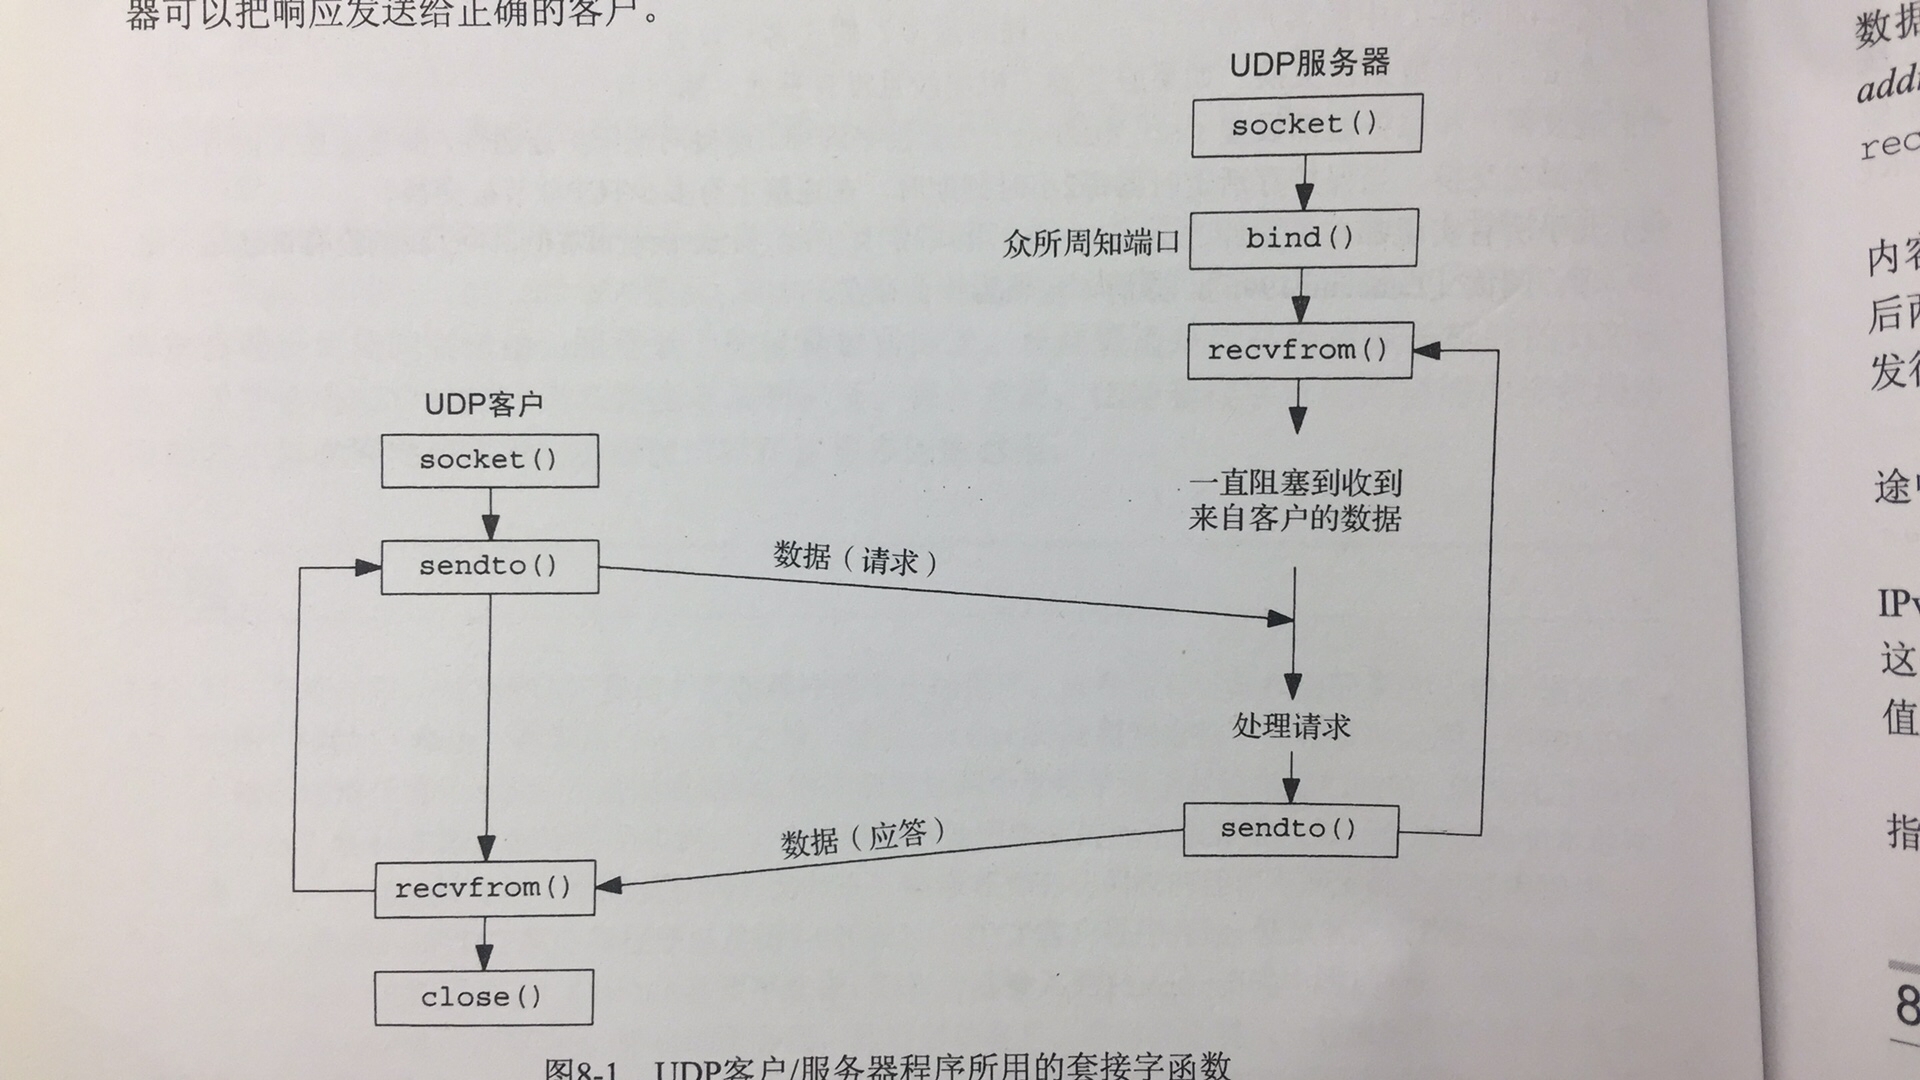 器可以把响应发送给正确的客户。
UDP服务器
socket()
众所周知端口
bind()
recvfrom()
一直阻塞到收到
来自客户的数据
UDP客户
socket()
sendto()
数据（请求）
处理请求
sendto()
数据（应答）
recvfrom()
close()
图8-1 UDP客户/服务器程序所用的套接字函数
数据
addr
rec
内容
后两
发往
途中
IPv
这
值
指
8